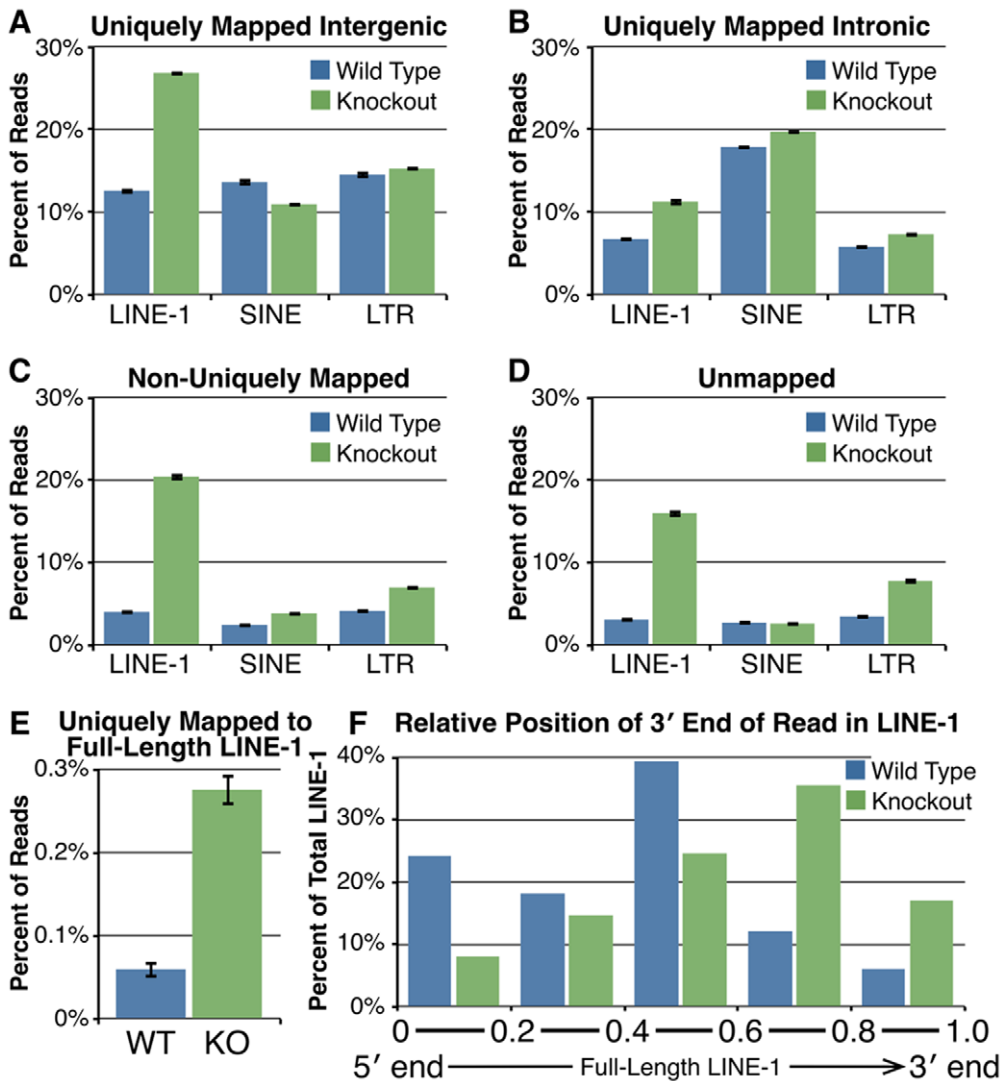 A
Uniquely Mapped Intergenic
Percent of Reads
30%
20%
10%
0%
Wild Type
Knockout
LINE-1 SINE LTR
B
Uniquely Mapped Intronic
Percent of Reads
30%
20%
10%
0%
Wild Type
Knockout
LINE-1 SINE LTR
C
Non-Uniquely Mapped
Percent of Reads
30%
20%
10%
0%
Wild Type
Knockout
LINE-1 SINE LTR
D
Unmapped
Percent of Reads
30%
20%
10%
0%
Wild Type
Knockout
LINE-1 SINE LTR
E
Uniquely Mapped to
Full-Length LINE-1
Percent of Reads
0.3%
0.2%
0.1%
0%
WT KO
F
Relative Position of 3′ End of Read in LINE-1
Percent of Total LINE-1
40%
30%
20%
10%
0%
Wild Type
Knockout
0 0.2 0.4 0.6 0.8 1.0
5′ end Full-Length LINE-1 3′ end